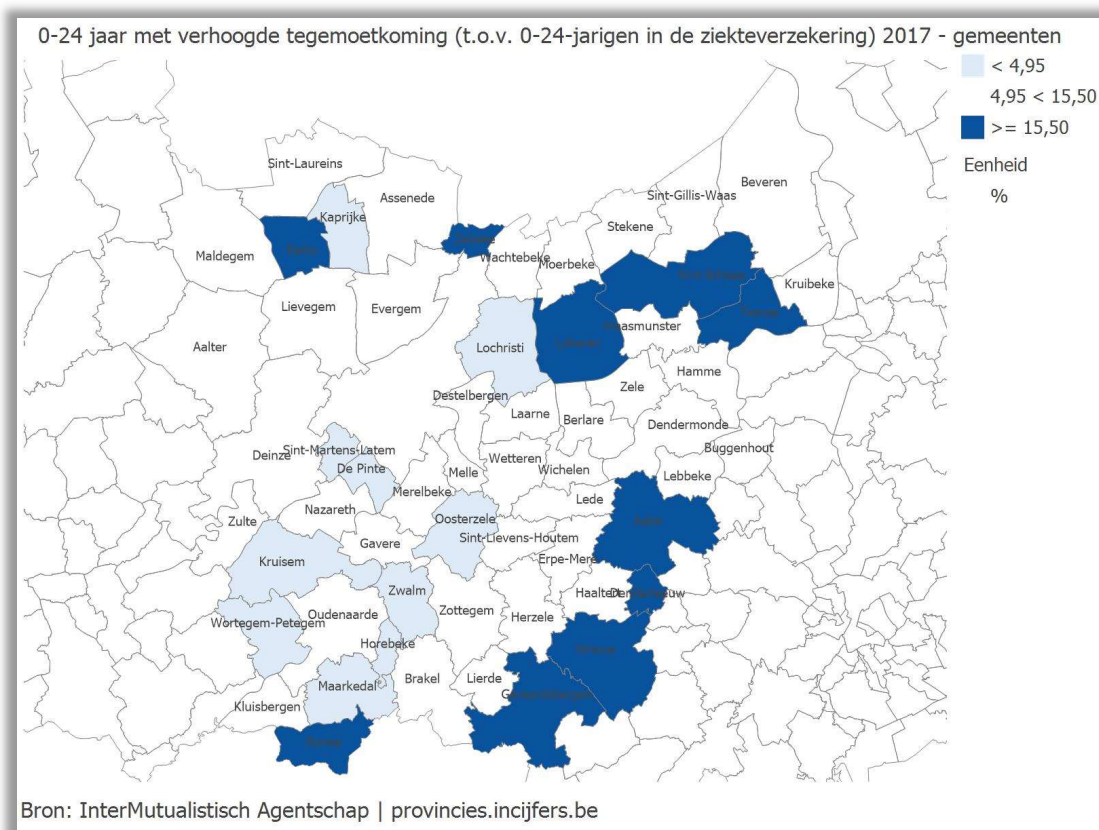 0-24 jaar met verhoogde tegemoetkoming (t.o.v. 0-24-jarigen in de ziekteverzekering) 2017 - gemeenten
< 4,95
4,95 < 15,50
>= 15,50
Eenheid
%
Sint-Laureins
Kaprijke
Assenede
Stekene
Sint-Gillis-Waas
Beveren
Maldegem
Wachtebeke
Moerbeke
Kruibeke
Lievegem
Evergem
Aalter
Lochristi
Hamme
Zele
Destelbergen
Laarne
Berlare
Dendermonde
Deinze
Sint-Martens-Latem
De Pinte
Melle
Wetteren
Wichelen
Buggenhout
Lebbeke
Merelbeke
Lede
Nazareth
Zulte
Oosterzele
Sint-Lievens-Houtem
Gavere
Erpe-Mere
Kruisem
Zwalm
Haaltert
Wortegem-Petegem
Oudenaarde
Zottegem
Herzele
Horebeke
Maarkedal
Brakel
Lierde
Kluisbergen
Bron: InterMutualistisch Agentschap | provincies.incijfers.be